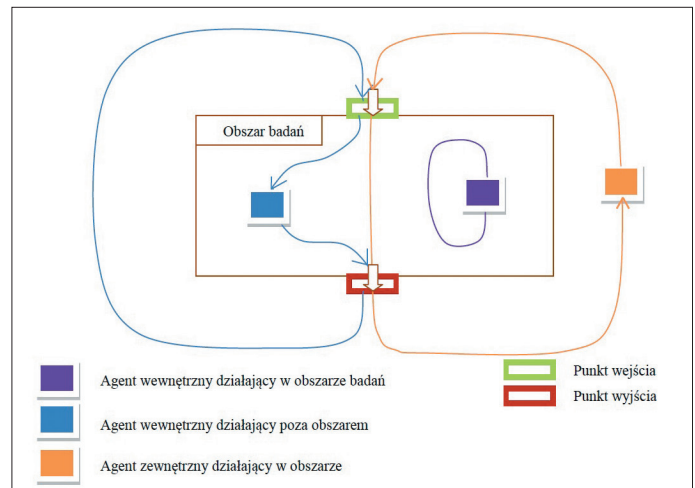 Obszar badań
Agent wewnętrzny działający w obszarze badań
Agent wewnętrzny działający poza obszarem
Agent zewnętrzny działający w obszarze
Punkt wejścia
Punkt wyjścia